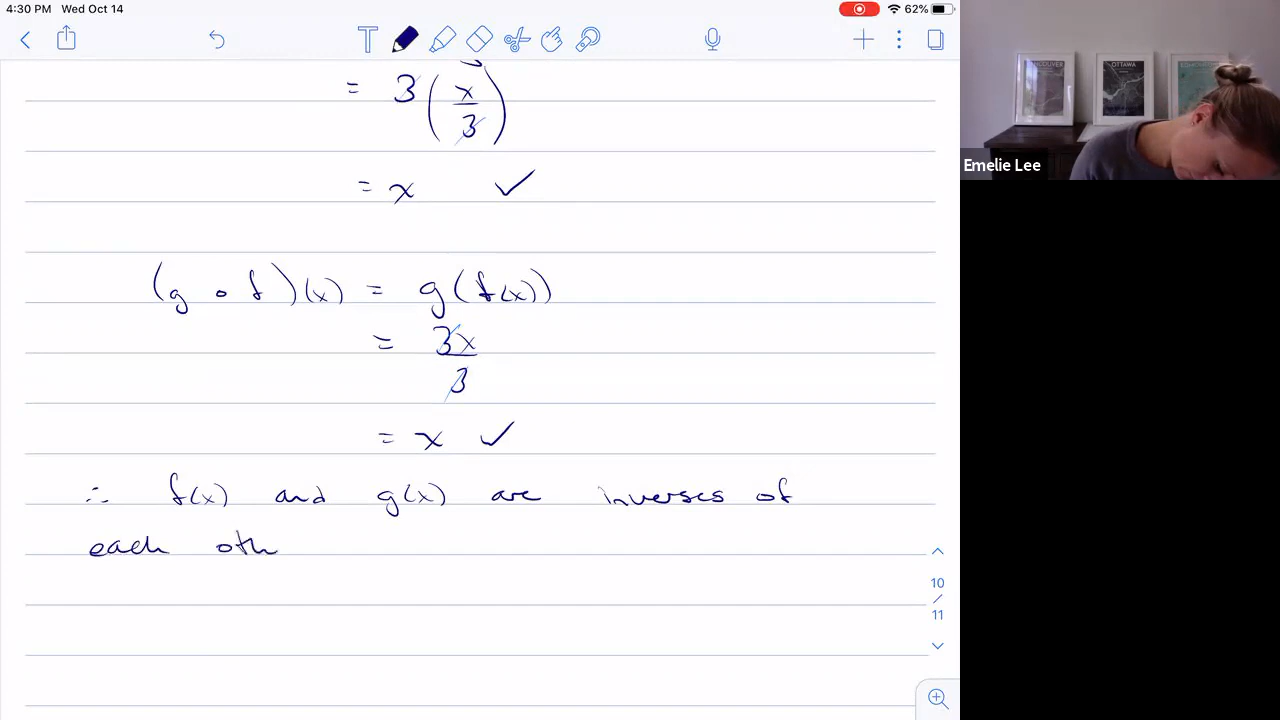 4:30 PM Wed Oct 14
62%
T
= 3(x/3)
= x ✓
(g ∘ f)(x) = g(f(x))
= 3x/3
= x ✓
∴ f(x) and g(x) are inverses of
each oth
10
/
11
OTTAWA
Emelie Lee